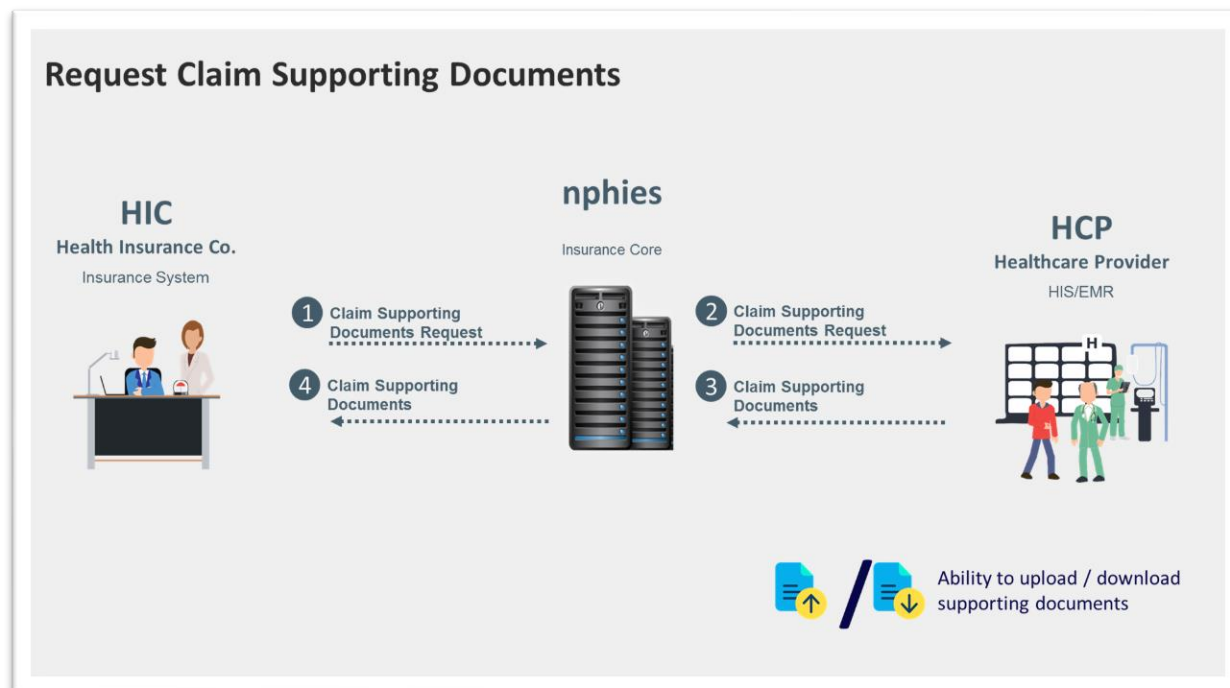 Request Claim Supporting Documents
nphies
Insurance Core
HIC
Health Insurance Co.
Insurance System
HCP
Healthcare Provider
HIS/EMR
1 Claim Supporting
Documents Request
2 Claim Supporting
Documents Request
4 Claim Supporting
Documents
3 Claim Supporting
Documents
H
Ability to upload / download
supporting documents